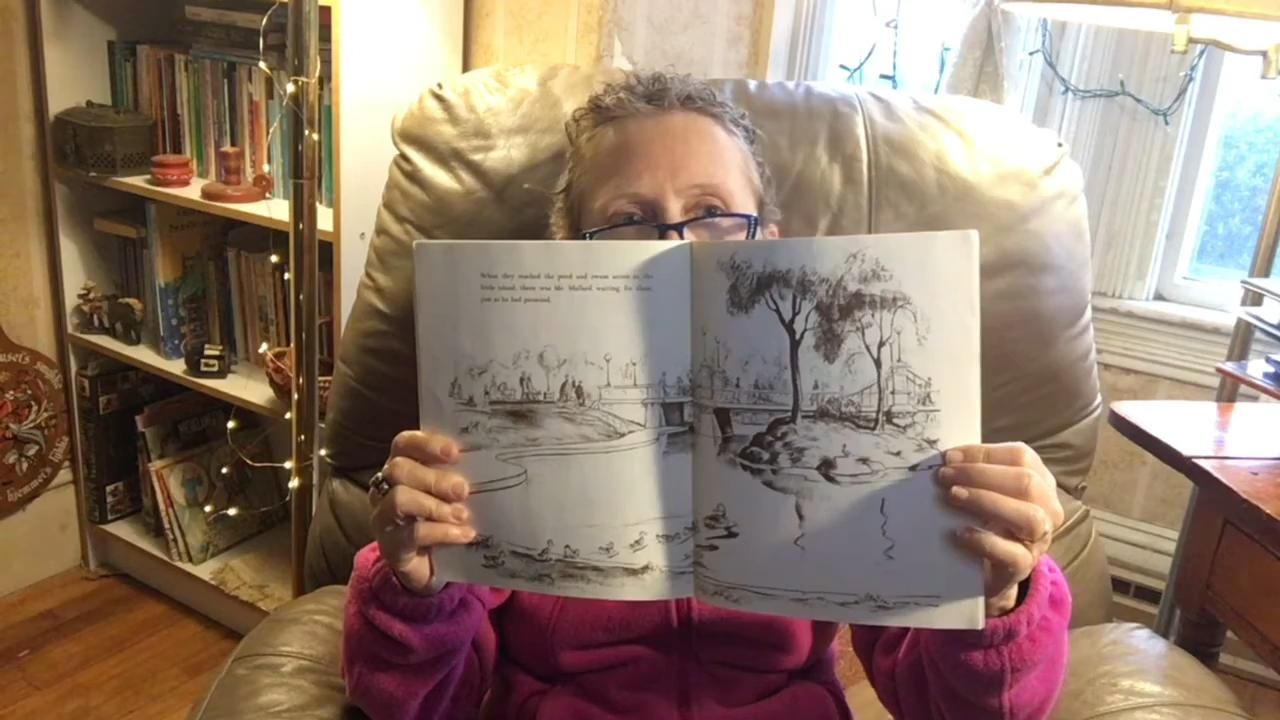 When they reached the pond and swam across to the
little island, there was Mr. Mallard waiting for them,
just as he had promised.